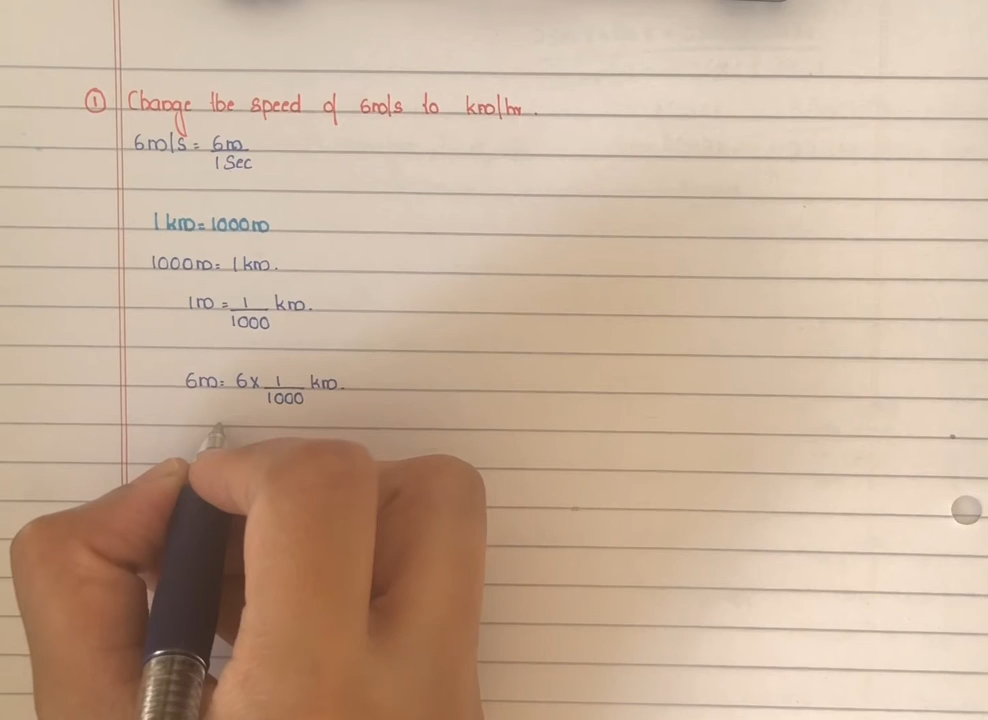 ① Change the speed of 6m/s to km/hr.
6m/s = 6m/1Sec
1km = 1000m
1000m = 1km.
1m = 1/1000 km.
6m = 6 × 1/1000 km.